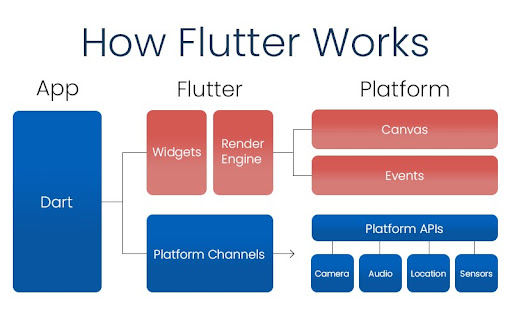 How Flutter Works
App
Flutter
Platform
Dart
Widgets
Render
Engine
Canvas
Events
Platform Channels
Platform APIs
Camera
Audio
Location
Sensors